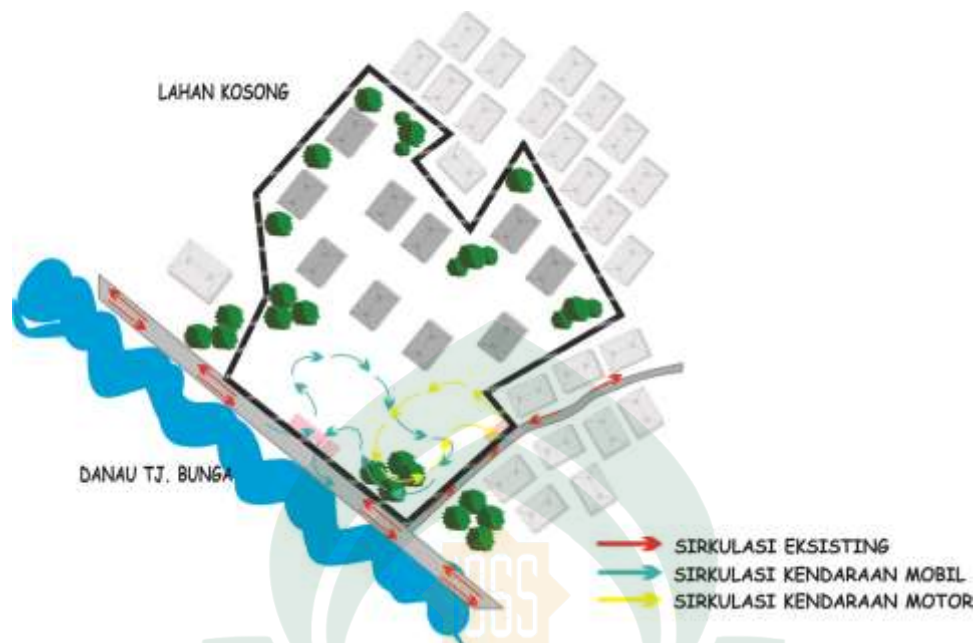 LAHAN KOSONG
DANAU TJ. BUNGA
SIRKULASI EKSISTING
SIRKULASI KENDARAAN MOBIL
SIRKULASI KENDARAAN MOTOR